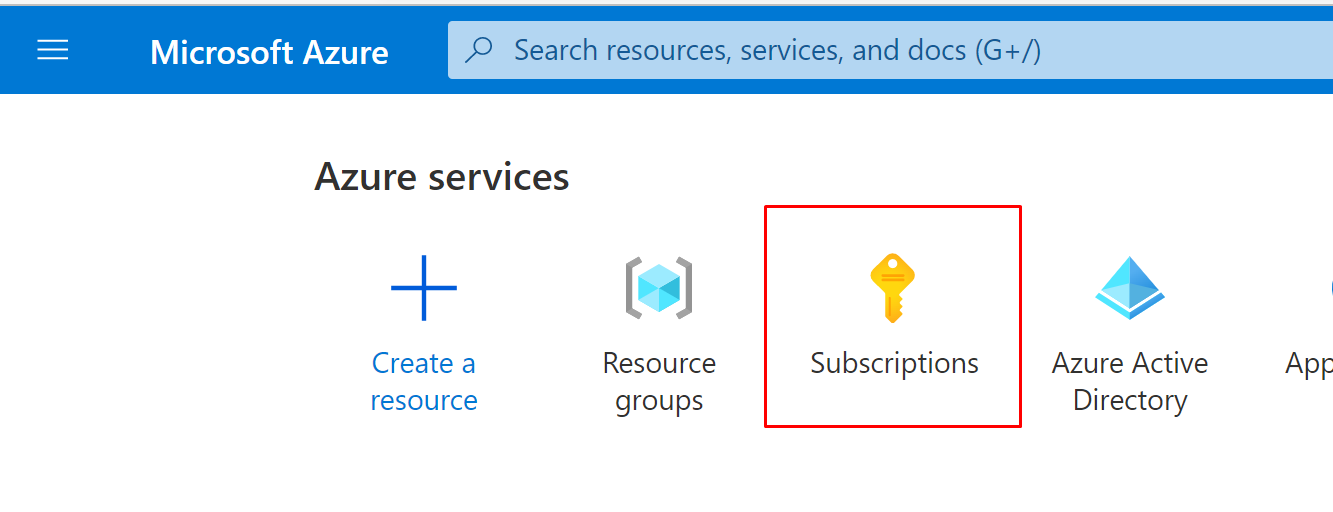 Microsoft Azure
Search resources, services, and docs (G+/)
Azure services
Create a
resource
Resource
groups
Subscriptions
Azure Active
Directory